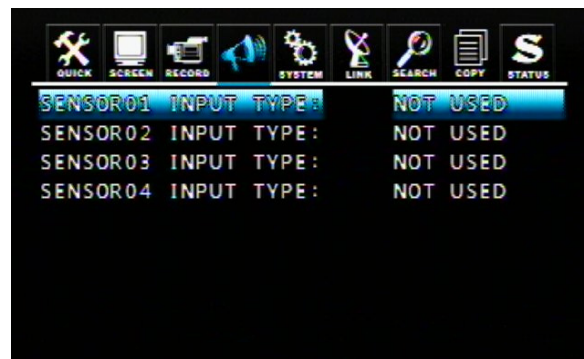 QUICK SCREEN RECORD SYSTEM LINK SEARCH COPY S STATUS
SENSOR01 INPUT TYPE: NOT USED
SENSOR02 INPUT TYPE: NOT USED
SENSOR03 INPUT TYPE: NOT USED
SENSOR04 INPUT TYPE: NOT USED